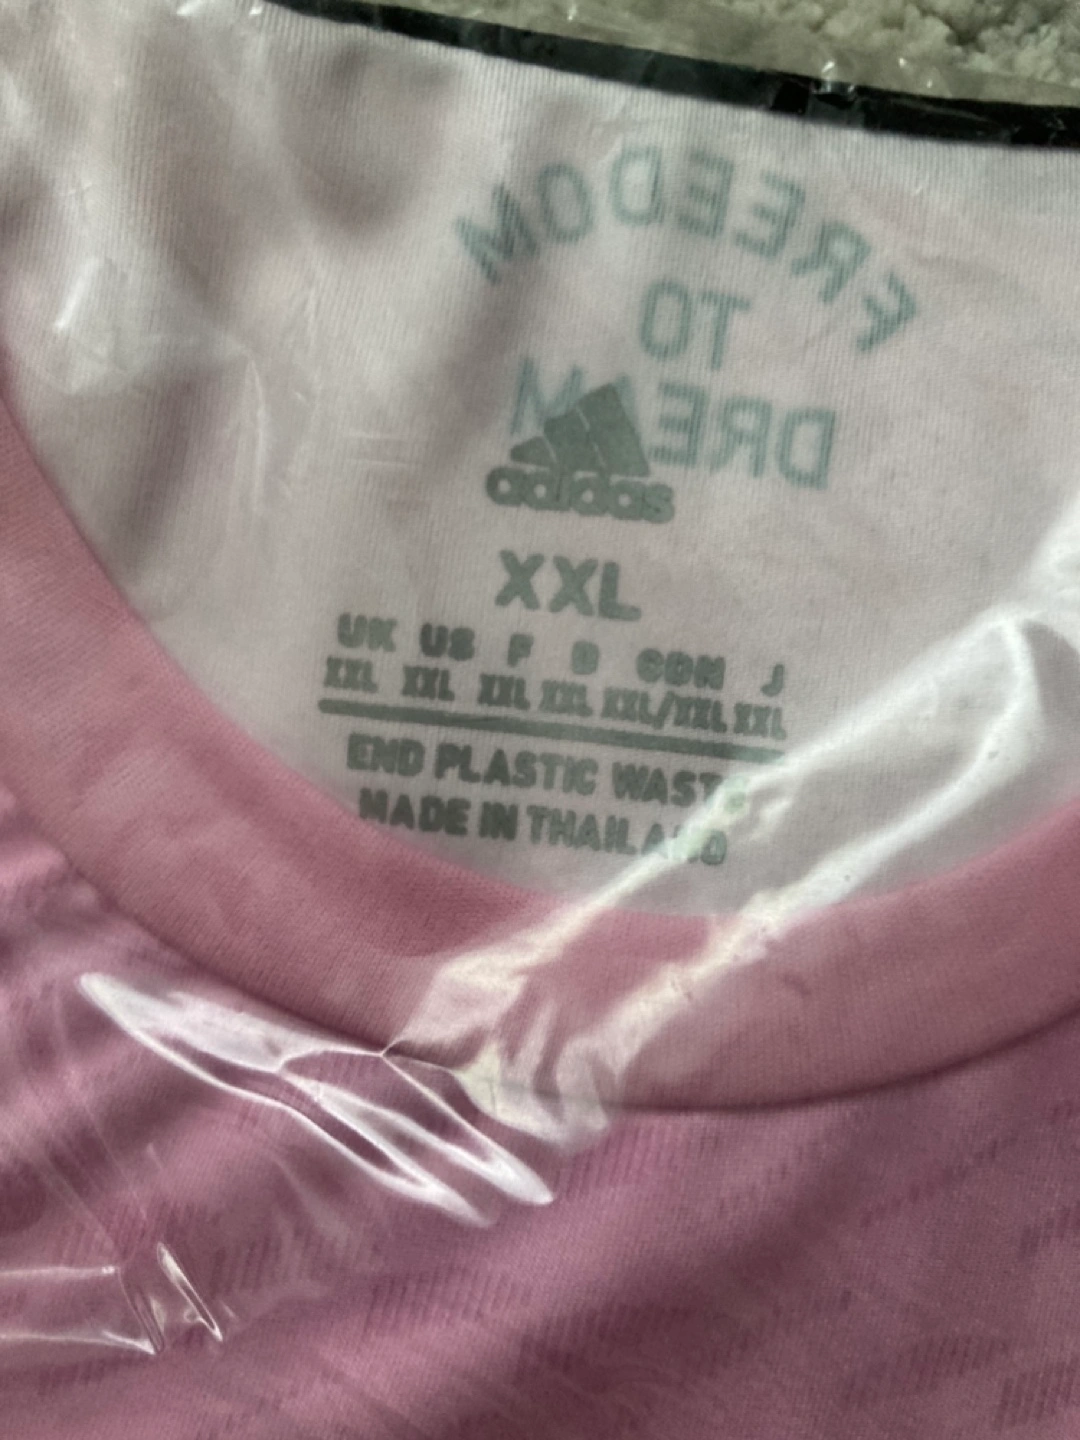 FREEDOM
TO
DREAM
adidas
XXL
UK US F D CDN J
XXL XXL XXL XXL XXL/XXL XXL
END PLASTIC WASTE
MADE IN THAILAND